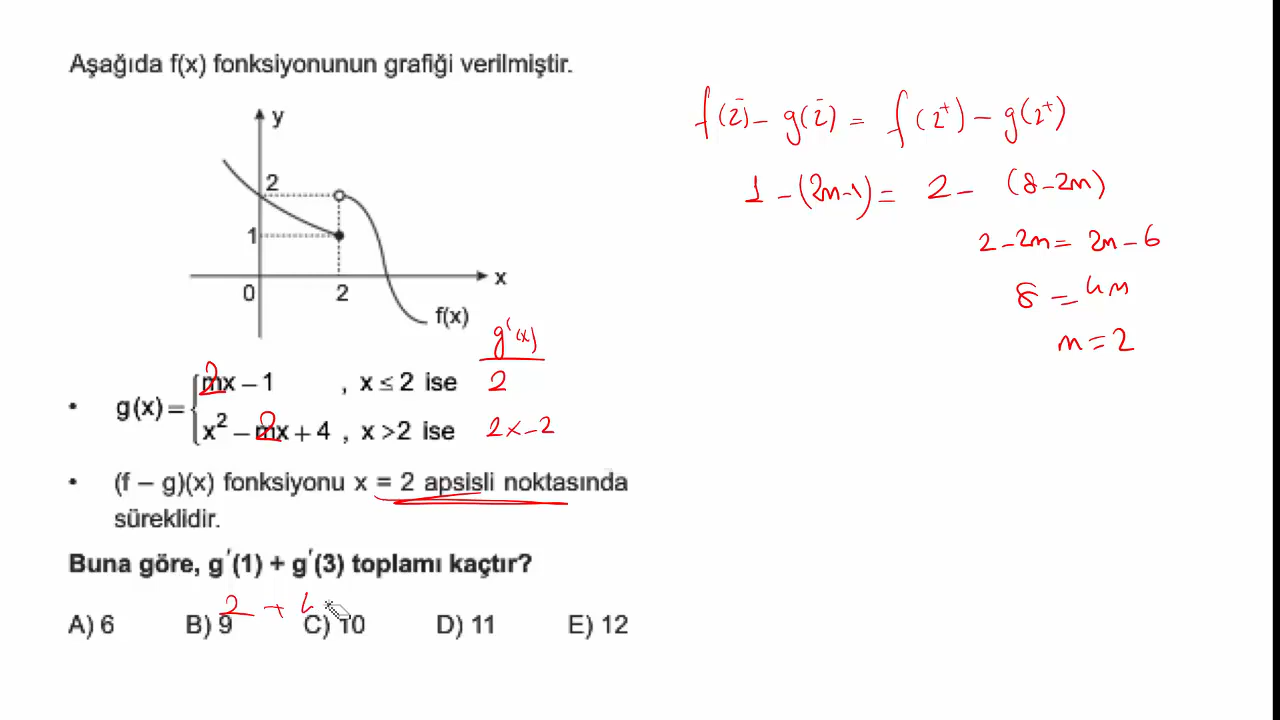 Aşağıda f(x) fonksiyonunun grafiği verilmiştir.
y
2
1
0
2
x
f(x)
g'(x)
g(x) = { mx – 1 , x ≤ 2 ise 2
2
x² – mx + 4 , x >2 ise 2x-2
2
• (f – g)(x) fonksiyonu x = 2 apsisli noktasında
süreklidir.
Buna göre, g'(1) + g'(3) toplamı kaçtır?
2 + 4
A) 6 B) 9 C) 10 D) 11 E) 12
f(2⁻) - g(2⁻) = f(2⁺) - g(2⁺)
1 - (2m-1) = 2 - (8-2m)
2-2m = 2m-6
8 = 4m
m = 2